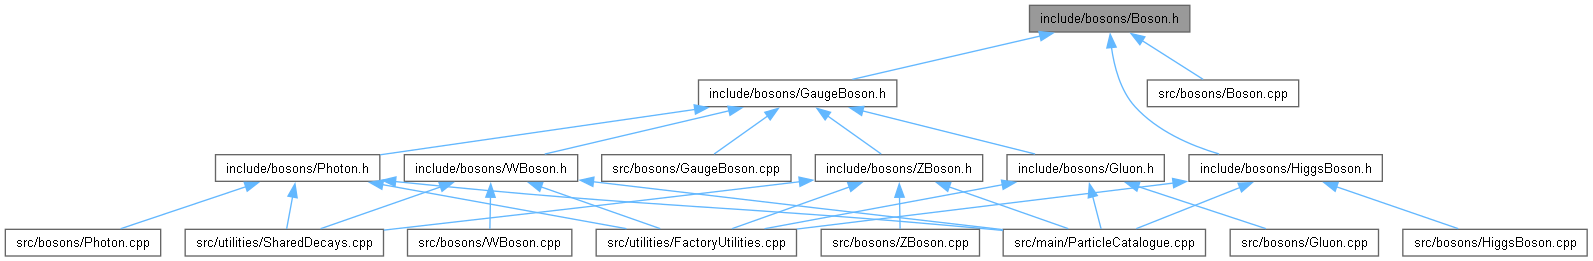 include/bosons/Boson.h
include/bosons/GaugeBoson.h
src/bosons/Boson.cpp
include/bosons/Photon.h
include/bosons/WBoson.h
src/bosons/GaugeBoson.cpp
include/bosons/ZBoson.h
include/bosons/Gluon.h
include/bosons/HiggsBoson.h
src/bosons/Photon.cpp
src/utilities/SharedDecays.cpp
src/bosons/WBoson.cpp
src/utilities/FactoryUtilities.cpp
src/bosons/ZBoson.cpp
src/main/ParticleCatalogue.cpp
src/bosons/Gluon.cpp
src/bosons/HiggsBoson.cpp